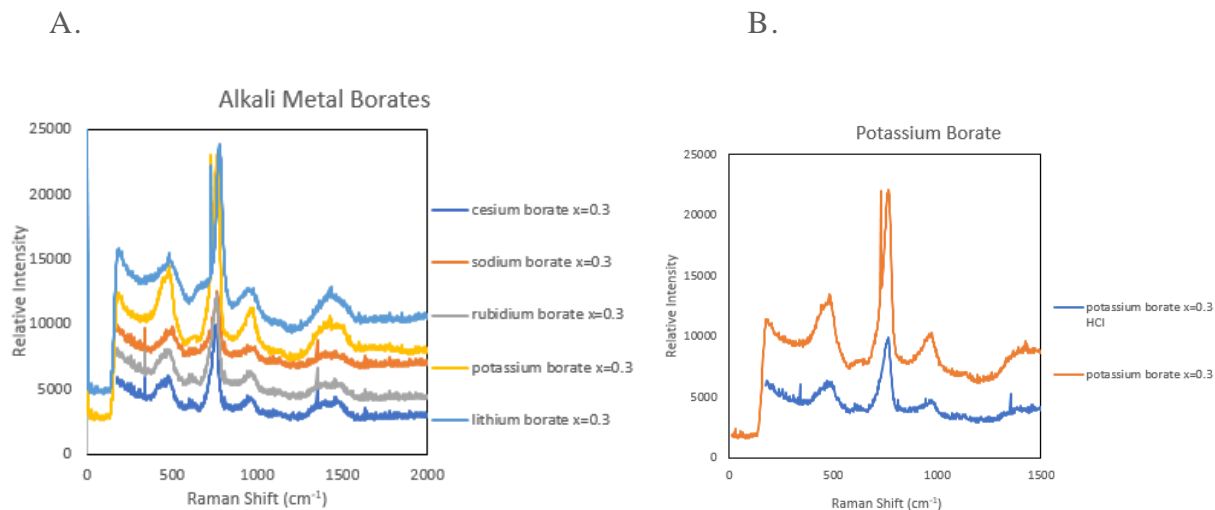 A.
B.
Alkali Metal Borates
25000
20000
15000
10000
5000
0
0 500 1000 1500 2000
Relative Intensity
Raman Shift (cm⁻¹)
cesium borate x=0.3
sodium borate x=0.3
rubidium borate x=0.3
potassium borate x=0.3
lithium borate x=0.3
Potassium Borate
25000
20000
15000
10000
5000
0
0 500 1000 1500
Relative Intensity
Raman Shift (cm⁻¹)
potassium borate x=0.3
HCl
potassium borate x=0.3